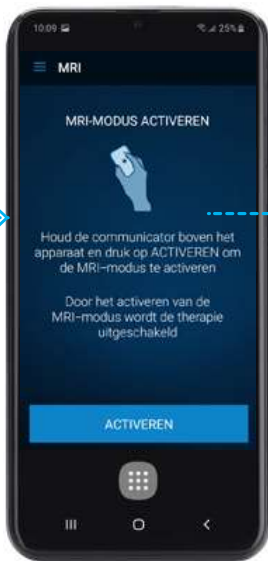 10:09 25%
MRI
MRI-MODUS ACTIVEREN
Houd de communicator boven het
apparaat en druk op ACTIVEREN om
de MRI-modus te activeren
Door het activeren van de
MRI-modus wordt de therapie
uitgeschakeld
ACTIVEREN